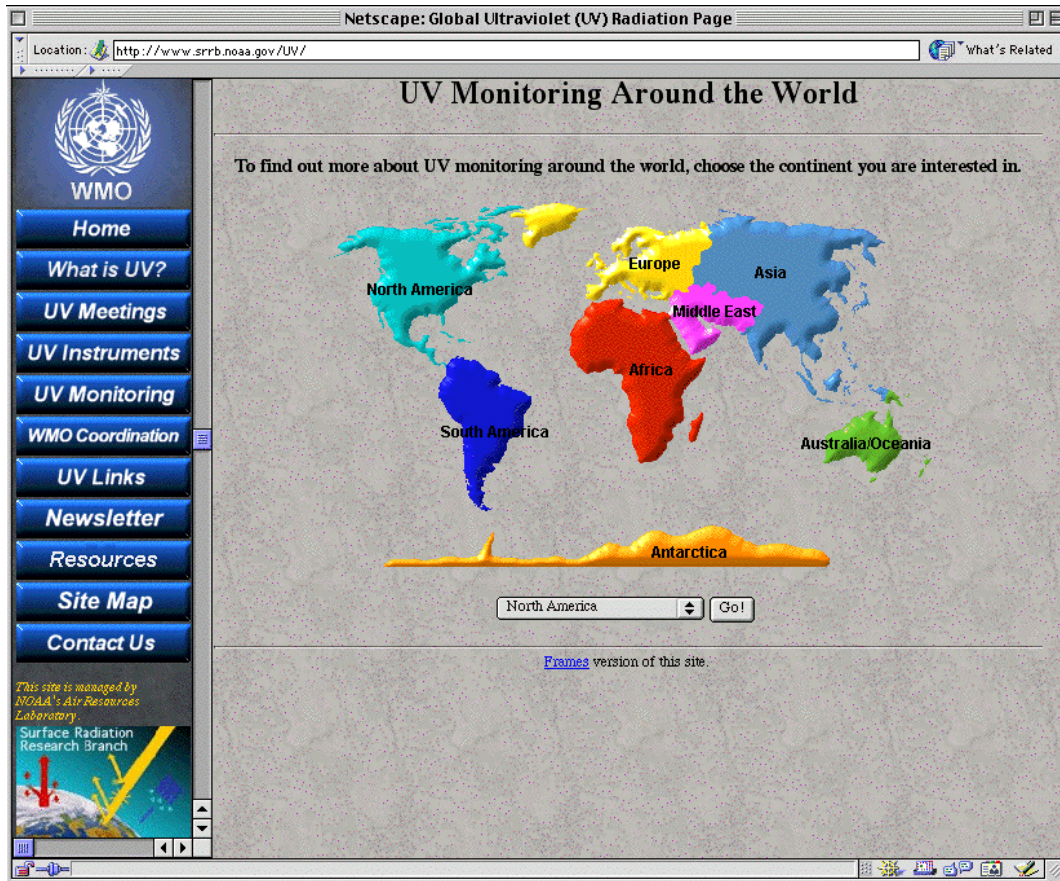 Netscape: Global Ultraviolet (UV) Radiation Page
Location: http://www.srrb.noaa.gov/UV/
What's Related
WMO
Home
What is UV?
UV Meetings
UV Instruments
UV Monitoring
WMO Coordination
UV Links
Newsletter
Resources
Site Map
Contact Us
This site is managed by
NOAA's Air Resources
Laboratory.
Surface Radiation
Research Branch
UV Monitoring Around the World
To find out more about UV monitoring around the world, choose the continent you are interested in.
Europe
Asia
North America
Middle East
Africa
South America
Australia/Oceania
Antarctica
North America
Go!
Frames version of this site.